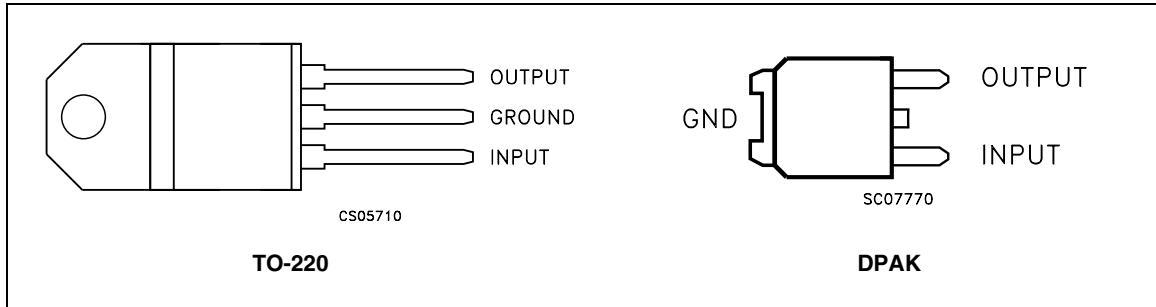 OUTPUT
GROUND
INPUT
CS05710
TO-220
GND
OUTPUT
INPUT
SC07770
DPAK